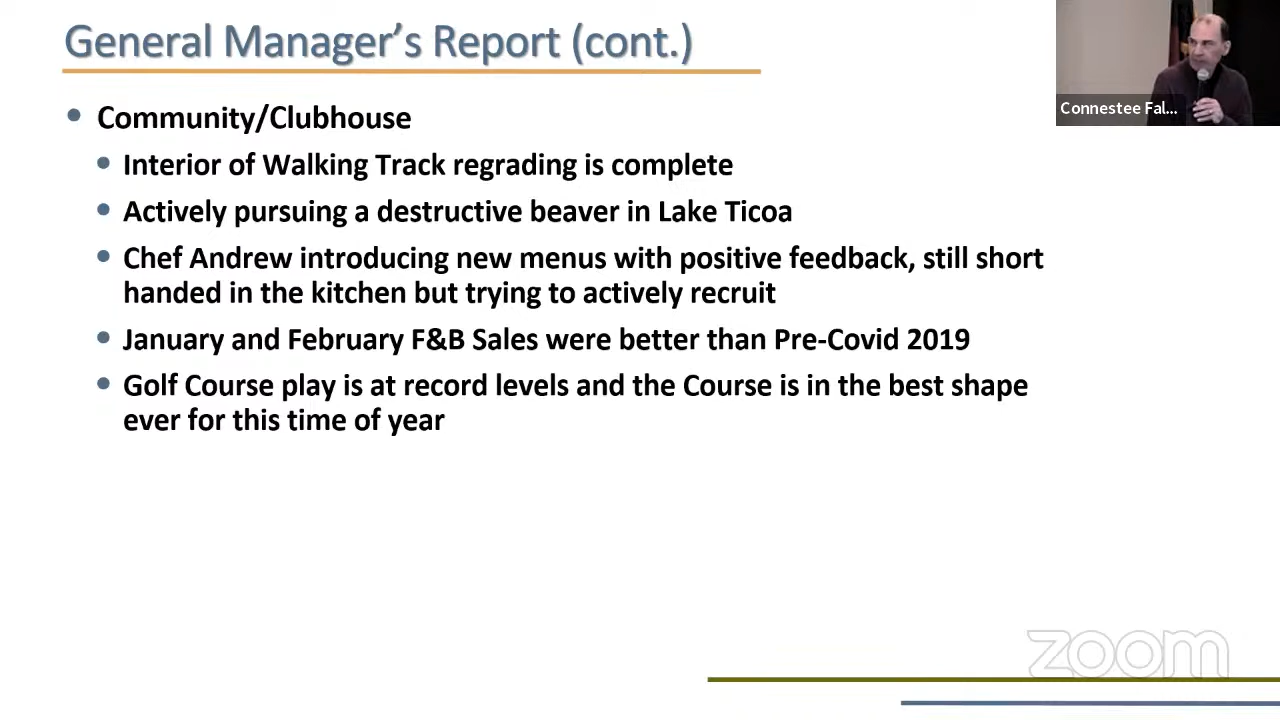 General Manager’s Report (cont.)
Connestee Fal...
• Community/Clubhouse
• Interior of Walking Track regrading is complete
• Actively pursuing a destructive beaver in Lake Ticoa
• Chef Andrew introducing new menus with positive feedback, still short
handed in the kitchen but trying to actively recruit
• January and February F&B Sales were better than Pre-Covid 2019
• Golf Course play is at record levels and the Course is in the best shape
ever for this time of year
zoom